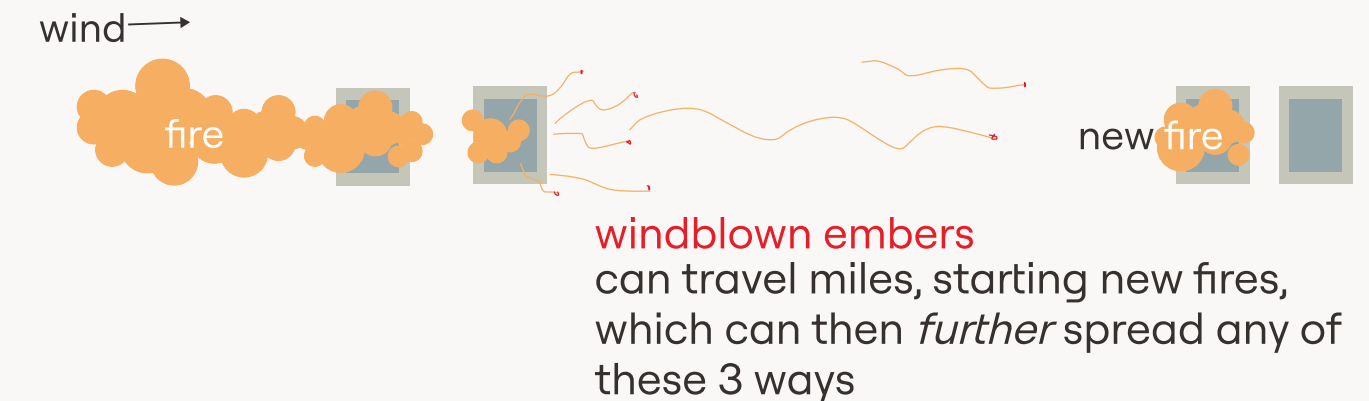 wind
fire
new fire
windblown embers
can travel miles, starting new fires,
which can then further spread any of
these 3 ways